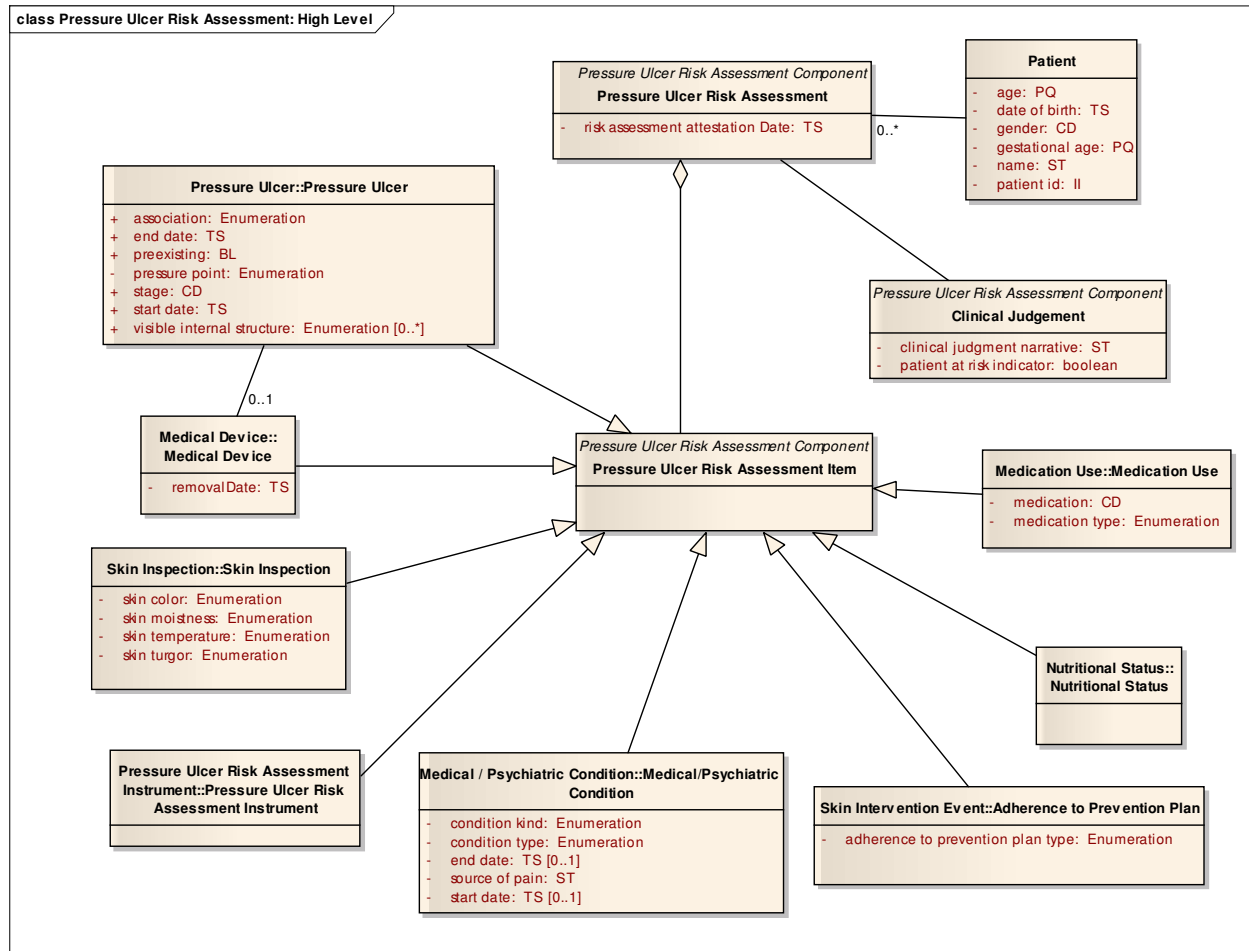 class Pressure Ulcer Risk Assessment: High Level
Pressure Ulcer Risk Assessment Component
Pressure Ulcer Risk Assessment
- risk assessment attestation Date: TS
0..*
Patient
- age: PQ
- date of birth: TS
- gender: CD
- gestational age: PQ
- name: ST
- patient id: II
Pressure Ulcer::Pressure Ulcer
+ association: Enumeration
+ end date: TS
+ preexisting: BL
- pressure point: Enumeration
+ stage: CD
+ start date: TS
+ visible internal structure: Enumeration [0..*]
0..1
Pressure Ulcer Risk Assessment Component
Clinical Judgement
- clinical judgment narrative: ST
- patient at risk indicator: boolean
Medical Device::
Medical Device
- removalDate: TS
Pressure Ulcer Risk Assessment Component
Pressure Ulcer Risk Assessment Item
Medication Use::Medication Use
- medication: CD
- medication type: Enumeration
Skin Inspection::Skin Inspection
- skin color: Enumeration
- skin moistness: Enumeration
- skin temperature: Enumeration
- skin turgor: Enumeration
Nutritional Status::
Nutritional Status
Pressure Ulcer Risk Assessment
Instrument::Pressure Ulcer Risk
Assessment Instrument
Medical / Psychiatric Condition::Medical/Psychiatric
Condition
- condition kind: Enumeration
- condition type: Enumeration
- end date: TS [0..1]
- source of pain: ST
- start date: TS [0..1]
Skin Intervention Event::Adherence to Prevention Plan
- adherence to prevention plan type: Enumeration